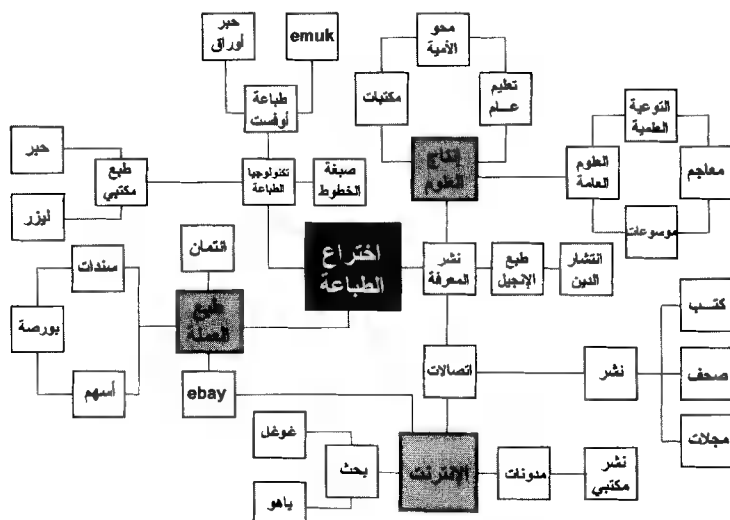 حبر
أوراق
emuk
محو
الأمية
مكتبات
تعليم
عـــام
طباعة
أوفست
التوعية
العلمية
حبر
طبع
مكتبي
تكنولوجيا
الطباعة
صبغة
الخطوط
إنتاج
العلوم
العلوم
العامة
معاجم
ليزر
موسوعات
ائتمان
اختراع
الطباعة
نشر
المعرفة
طبع
الإنجيل
انتشار
الدين
سندات
بورصة
طبع
العملة
كتـــب
أسهم
ebay
اتصالات
نشر
صحف
مجلات
غوغل
بحث
الإنترنت
مدونات
نشر
مكتبي
ياهو